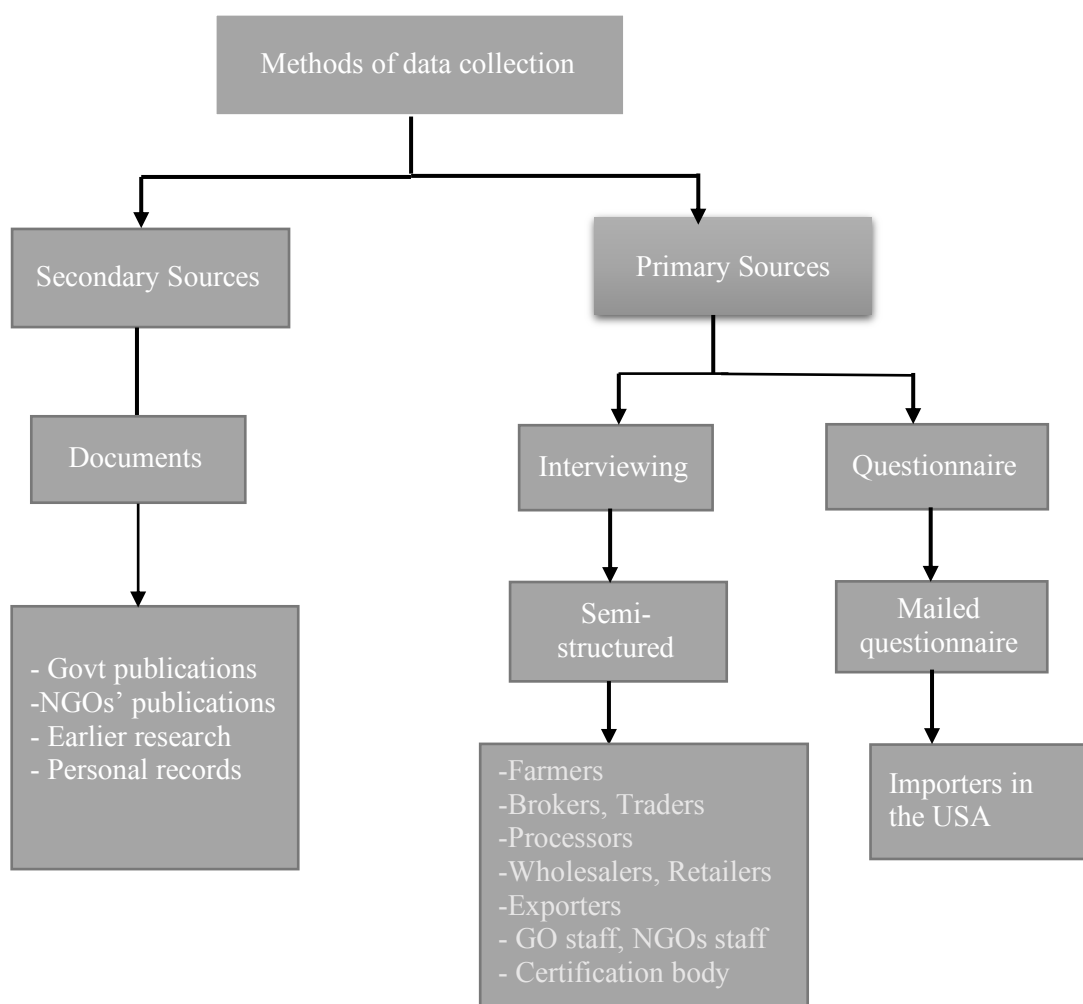 Methods of data collection
Secondary Sources
Primary Sources
Documents
Interviewing
Questionnaire
- Govt publications
-NGOs’ publications
- Earlier research
- Personal records
Semi-
structured
Mailed
questionnaire
-Farmers
-Brokers, Traders
-Processors
-Wholesalers, Retailers
-Exporters
- GO staff, NGOs staff
- Certification body
Importers in
the USA